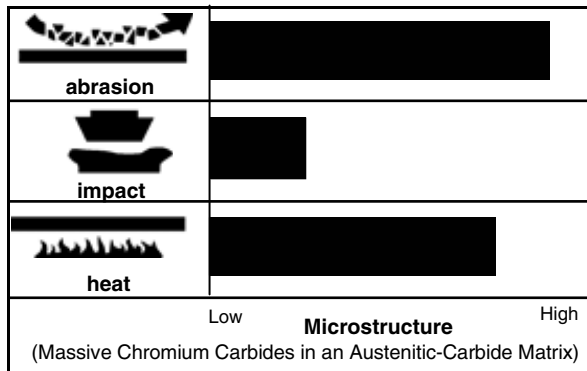 abrasion
impact
heat
Low
High
Microstructure
(Massive Chromium Carbides in an Austenitic-Carbide Matrix)